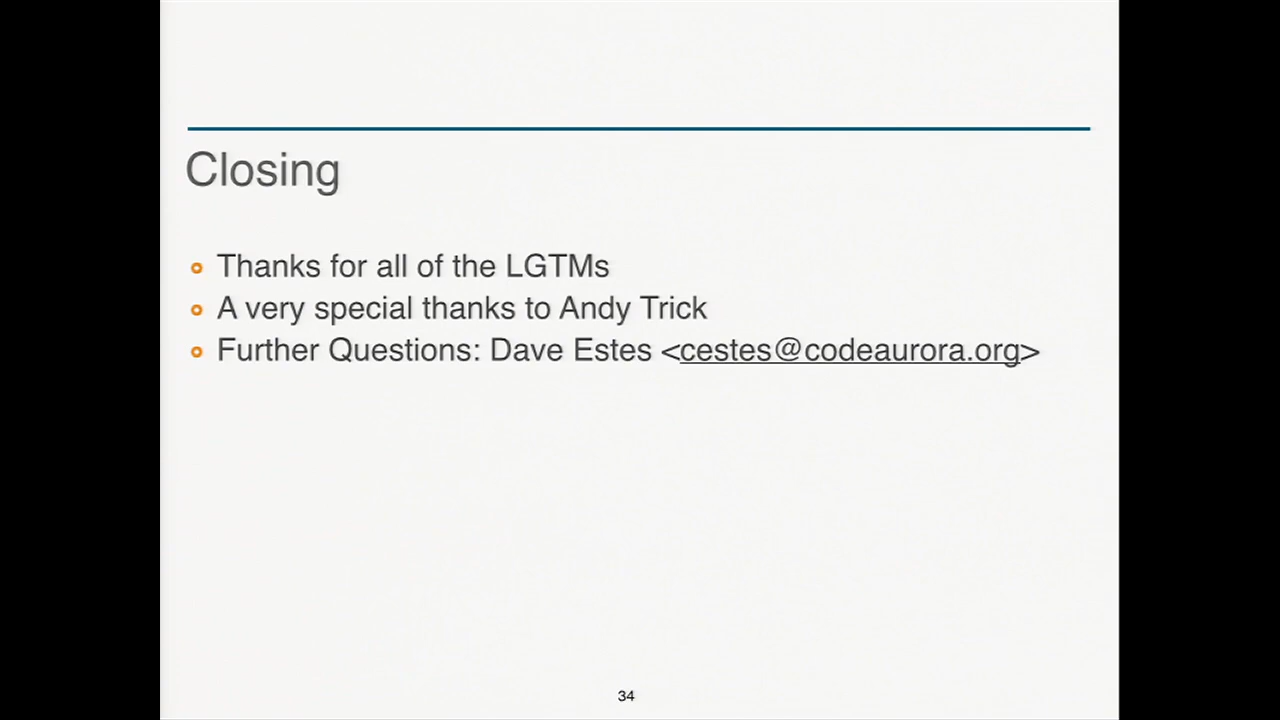 Closing
Thanks for all of the LGTMs
A very special thanks to Andy Trick
Further Questions: Dave Estes <cestes@codeaurora.org>
34